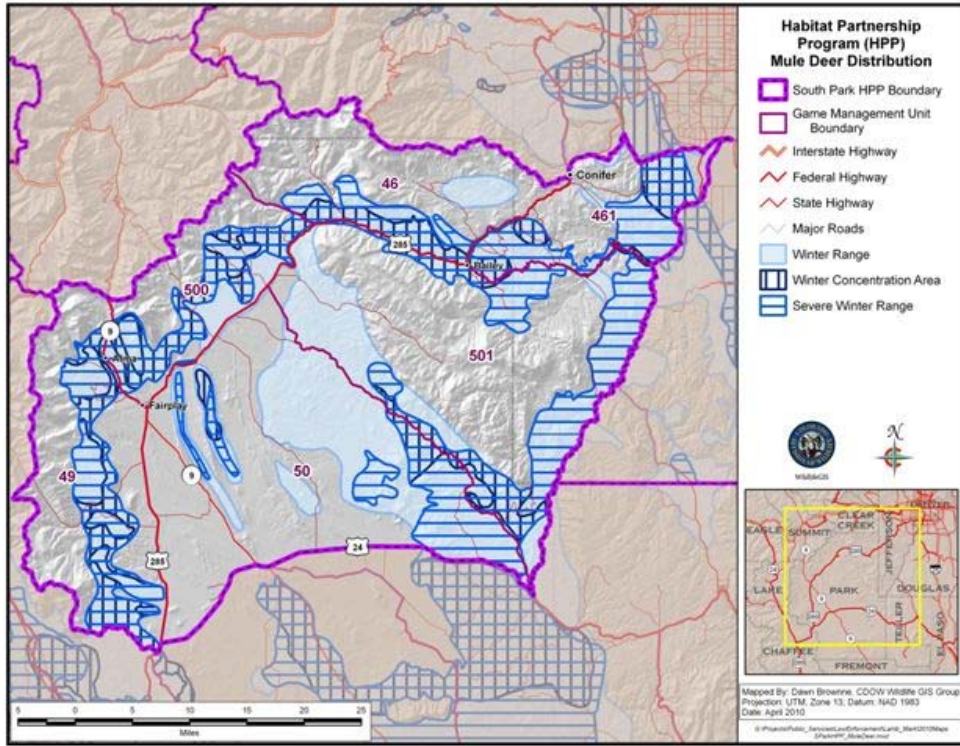 Habitat Partnership
Program (HPP)
Mule Deer Distribution
South Park HPP Boundary
Game Management Unit
Boundary
Interstate Highway
Federal Highway
State Highway
Major Roads
Winter Range
Winter Concentration Area
Severe Winter Range
Conifer
46
461
285
Bailey
500
9
Alma
501
Fairplay
49
9
50
24
285
N
WildlifeGIS
5 0 5 10 15 20 25
Miles
DENVER
CLEAR
CREEK
EAGLE
SUMMIT
JEFFERSON
LAKE
PARK
DOUGLAS
TELLER
EL PASO
CHAFFEE
FREMONT
Mapped By: Dawn Browne, CDOW Wildlife GIS Group
Projection: UTM, Zone 13, Datum: NAD 1983
Date: April 2010